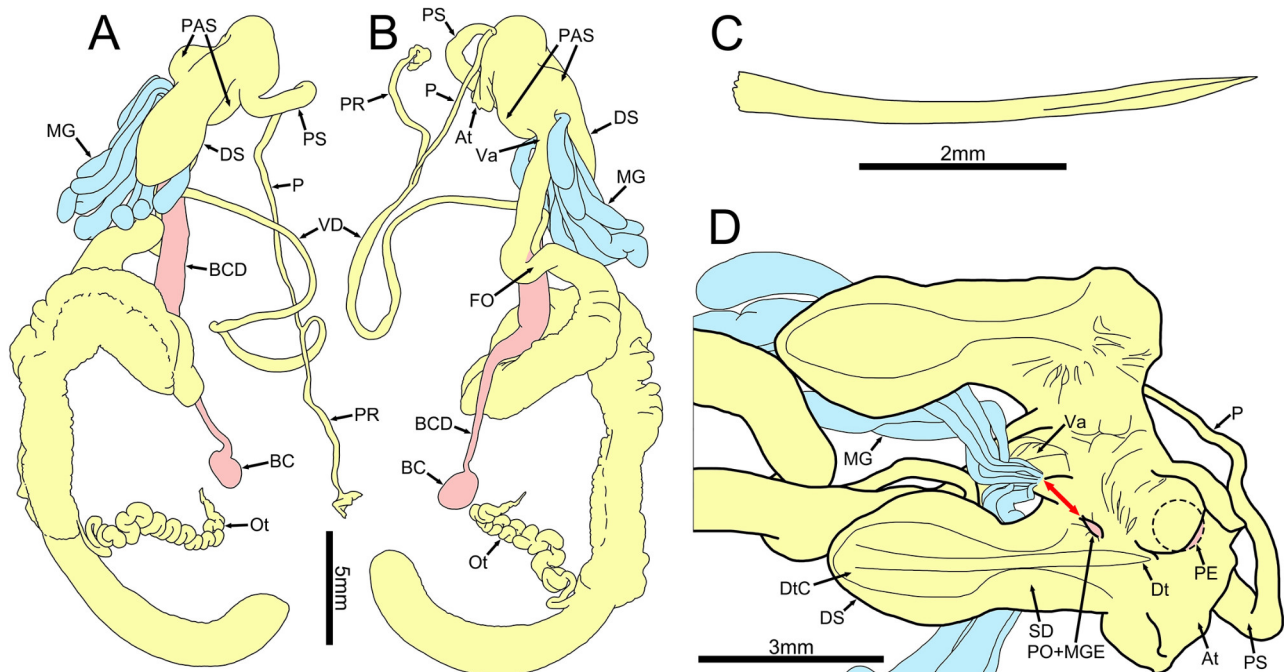 A
PAS
MG
DS
PS
P
VD
BCD
PR
BC
Ot
5mm
B
PS
PAS
PR
P
At
DS
Va
MG
FO
BCD
BC
Ot
C
2mm
D
Va
P
MG
DtC
DS
SD
PO+MGE
Dt
PE
At
PS
3mm